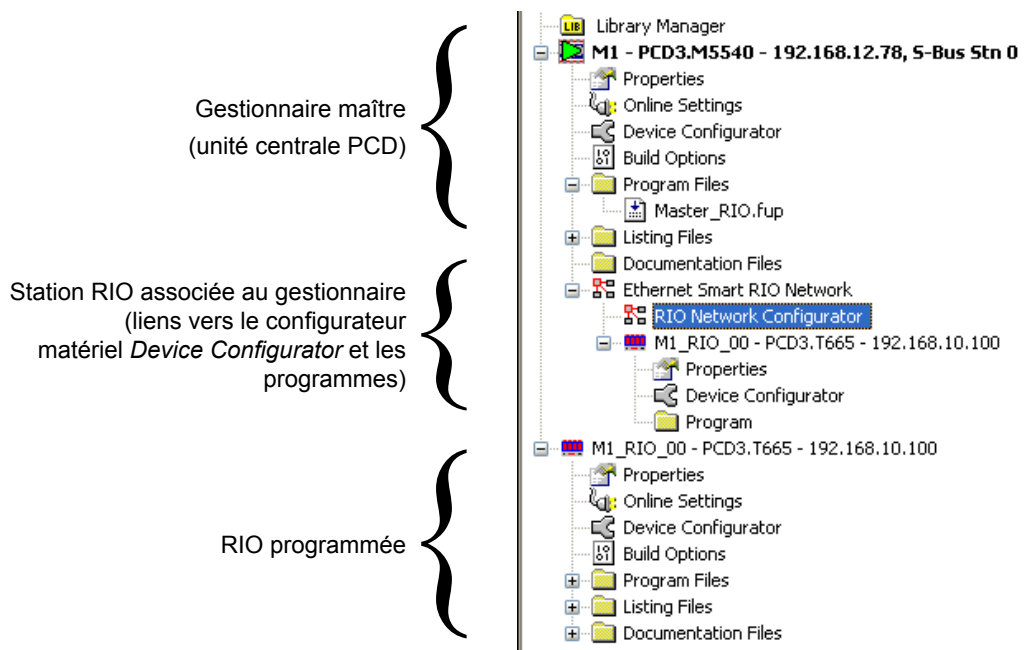 Gestionnaire maître
(unité centrale PCD)
Station RIO associée au gestionnaire
(liens vers le configurateur
matériel Device Configurator et les
programmes)
RIO programmée
LIB Library Manager
M1 - PCD3.M5540 - 192.168.12.78, S-Bus Stn 0
Properties
Online Settings
Device Configurator
Build Options
Program Files
Master_RIO.fup
Listing Files
Documentation Files
Ethernet Smart RIO Network
RIO Network Configurator
M1_RIO_00 - PCD3.T665 - 192.168.10.100
Properties
Device Configurator
Program
M1_RIO_00 - PCD3.T665 - 192.168.10.100
Properties
Online Settings
Device Configurator
Build Options
Program Files
Listing Files
Documentation Files